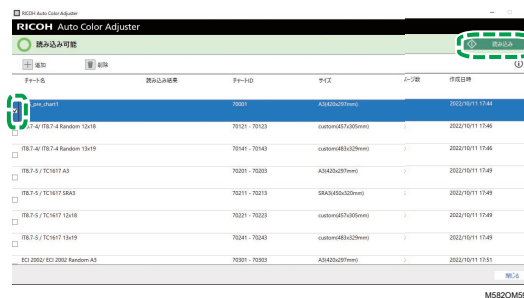 RICOH Auto Color Adjuster
RICOH Auto Color Adjuster
読み込み可能
読み込み
追加 削除
チャート名 読み込み結果 チャートID サイズ ページ数 作成日時
pre_chart1 70001 A3(420x297mm) 2022/10/11 17:44
IT8.7-4/ IT8.7-4 Random 12x18 70121 - 70123 custom(457x305mm) 2022/10/11 17:46
IT8.7-4/ IT8.7-4 Random 13x19 70141 - 70143 custom(483x329mm) 2022/10/11 17:46
IT8.7-5 / TC1617 A3 70201 - 70203 A3(420x297mm) 2022/10/11 17:49
IT8.7-5 / TC1617 SRA3 70211 - 70213 SRA3(450x320mm) 2022/10/11 17:49
IT8.7-5 / TC1617 12x18 70221 - 70223 custom(457x305mm) 2022/10/11 17:49
IT8.7-5 / TC1617 13x19 70241 - 70243 custom(483x329mm) 2022/10/11 17:49
ECI 2002/ ECI 2002 Random A3 70301 - 70303 A3(420x297mm) 2022/10/11 17:51
閉じる
M582OM59